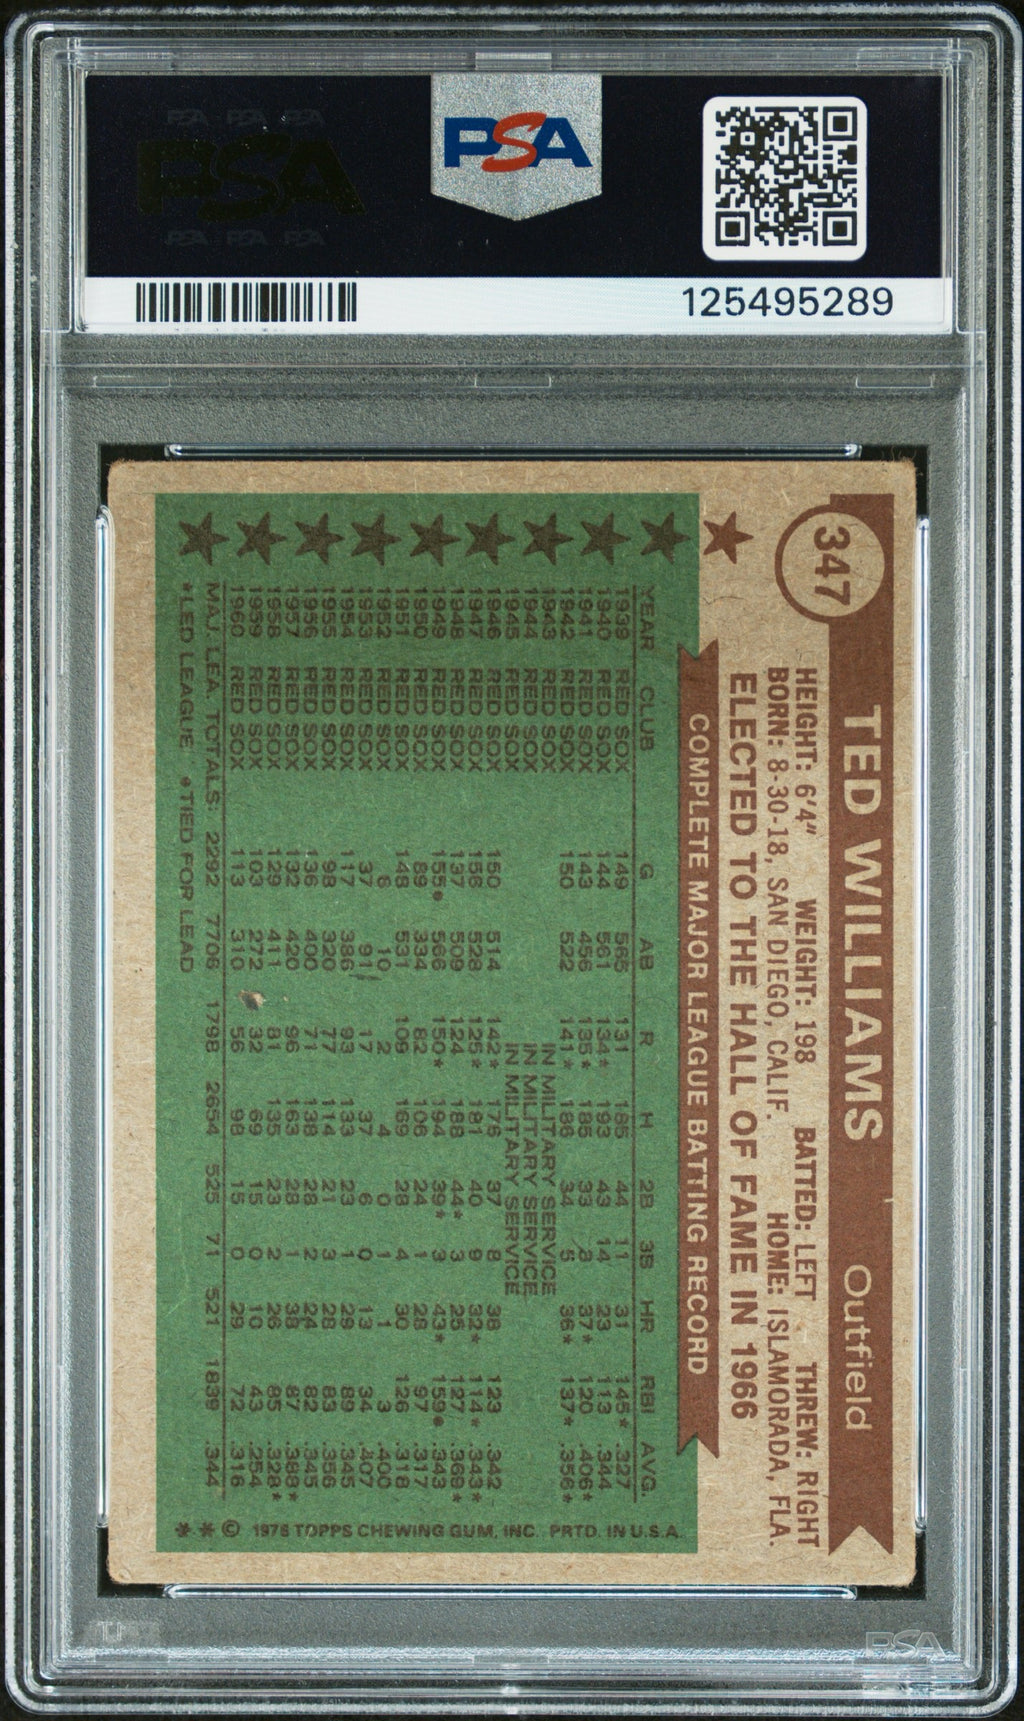 PSA PSA PSA
PSA
PSA PSA PSA
PSA
125495289
347 TED WILLIAMS Outfield
HEIGHT: 6'4" WEIGHT: 198 BATTED: LEFT THREW: RIGHT
BORN: 8-30-18, SAN DIEGO, CALIF. HOME: ISLAMORADA, FLA.
ELECTED TO THE HALL OF FAME IN 1966
COMPLETE MAJOR LEAGUE BATTING RECORD
YEAR CLUB G AB R H 2B 3B HR RBI AVG.
1939 RED SOX 149 565 131 185 44 11 31 145* .327
1940 RED SOX 144 561 134* 193 43 14 23 113 .344
1941 RED SOX 143 456 135* 185 33 3 37* 120 .406*
1942 RED SOX 150 522 141* 186 34 5 36* 137* .356*
1943 RED SOX IN MILITARY SERVICE
1944 RED SOX IN MILITARY SERVICE
1945 RED SOX IN MILITARY SERVICE
1946 RED SOX 150 514 142* 176 37 8 38 123 .342
1947 RED SOX 156 528 125* 181 40 9 32* 114* .343*
1948 RED SOX 137 509 124 188 44* 3 25 127 .369*
1949 RED SOX 155• 566 150* 194 39* 3 43* 159• .343
1950 RED SOX 89 334 82 106 24 1 28 97 .317
1951 RED SOX 148 531 109 169 28 4 30 126 .318
1952 RED SOX 6 10 2 4 0 1 1 3 .400
1953 RED SOX 37 91 17 37 6 0 13 34 .407
1954 RED SOX 117 386 93 133 23 1 29 89 .345
1955 RED SOX 98 320 77 114 21 3 28 83 .356
1956 RED SOX 136 400 71 138 28 2 24 82 .345
1957 RED SOX 132 420 96 163 28 1 38 87 .388*
1958 RED SOX 129 411 81 135 23 2 26 85 .328*
1959 RED SOX 103 272 32 69 15 0 10 43 .254
1960 RED SOX 113 310 56 98 15 0 29 72 .316
MAJ. LEA. TOTALS: 2292 7706 1798 2654 525 71 521 1839 .344
*LED LEAGUE. •TIED FOR LEAD
**© 1976 TOPPS CHEWING GUM, INC. PRTD. IN U.S.A.
PSA